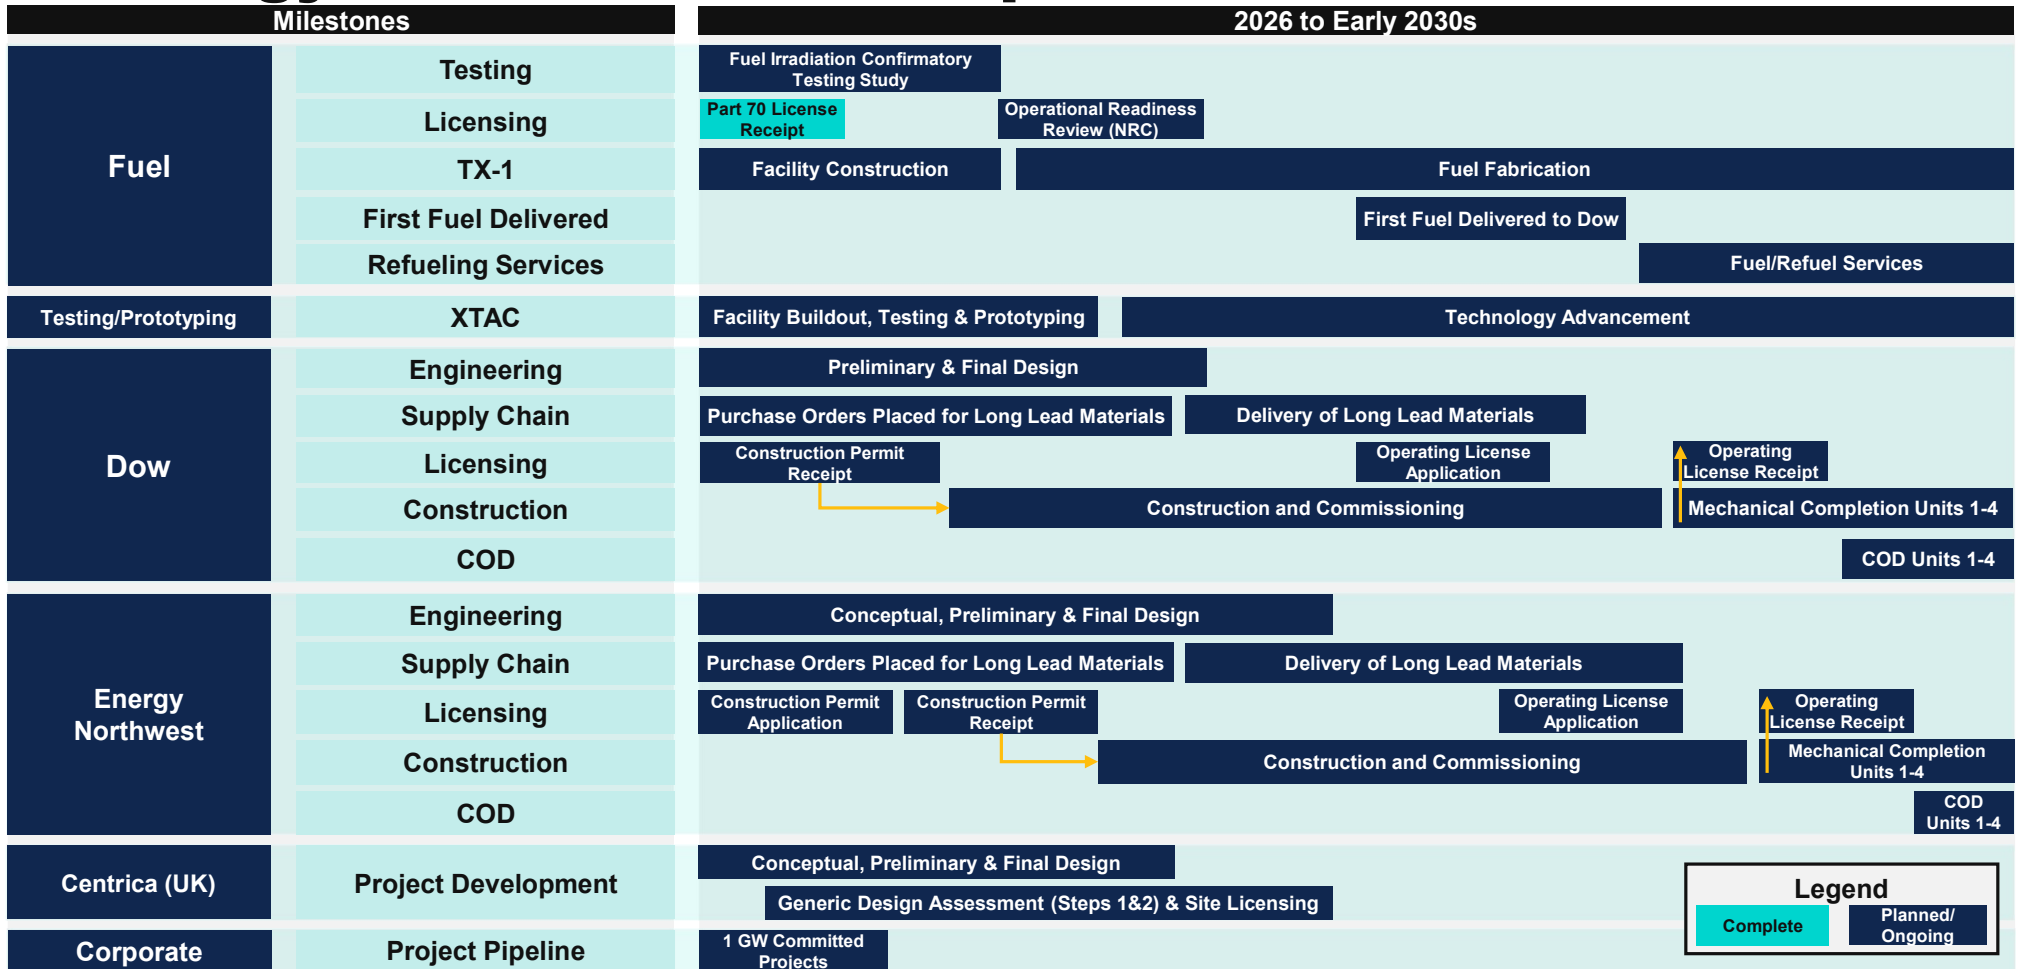 Milestones
2026 to Early 2030s
Fuel
Testing
Fuel Irradiation Confirmatory
Testing Study
Licensing
Part 70 License
Receipt
Operational Readiness
Review (NRC)
TX-1
Facility Construction
Fuel Fabrication
First Fuel Delivered
First Fuel Delivered to Dow
Refueling Services
Fuel/Refuel Services
Testing/Prototyping
XTAC
Facility Buildout, Testing & Prototyping
Technology Advancement
Dow
Engineering
Preliminary & Final Design
Supply Chain
Purchase Orders Placed for Long Lead Materials
Delivery of Long Lead Materials
Licensing
Construction Permit
Receipt
Operating License
Application
Operating
License Receipt
Construction
Construction and Commissioning
Mechanical Completion Units 1-4
COD
COD Units 1-4
Energy
Northwest
Engineering
Conceptual, Preliminary & Final Design
Supply Chain
Purchase Orders Placed for Long Lead Materials
Delivery of Long Lead Materials
Licensing
Construction Permit
Application
Construction Permit
Receipt
Operating License
Application
Operating
License Receipt
Construction
Construction and Commissioning
Mechanical Completion
Units 1-4
COD
COD
Units 1-4
Centrica (UK)
Project Development
Conceptual, Preliminary & Final Design
Generic Design Assessment (Steps 1&2) & Site Licensing
Corporate
Project Pipeline
1 GW Committed
Projects
Legend
Complete
Planned/
Ongoing